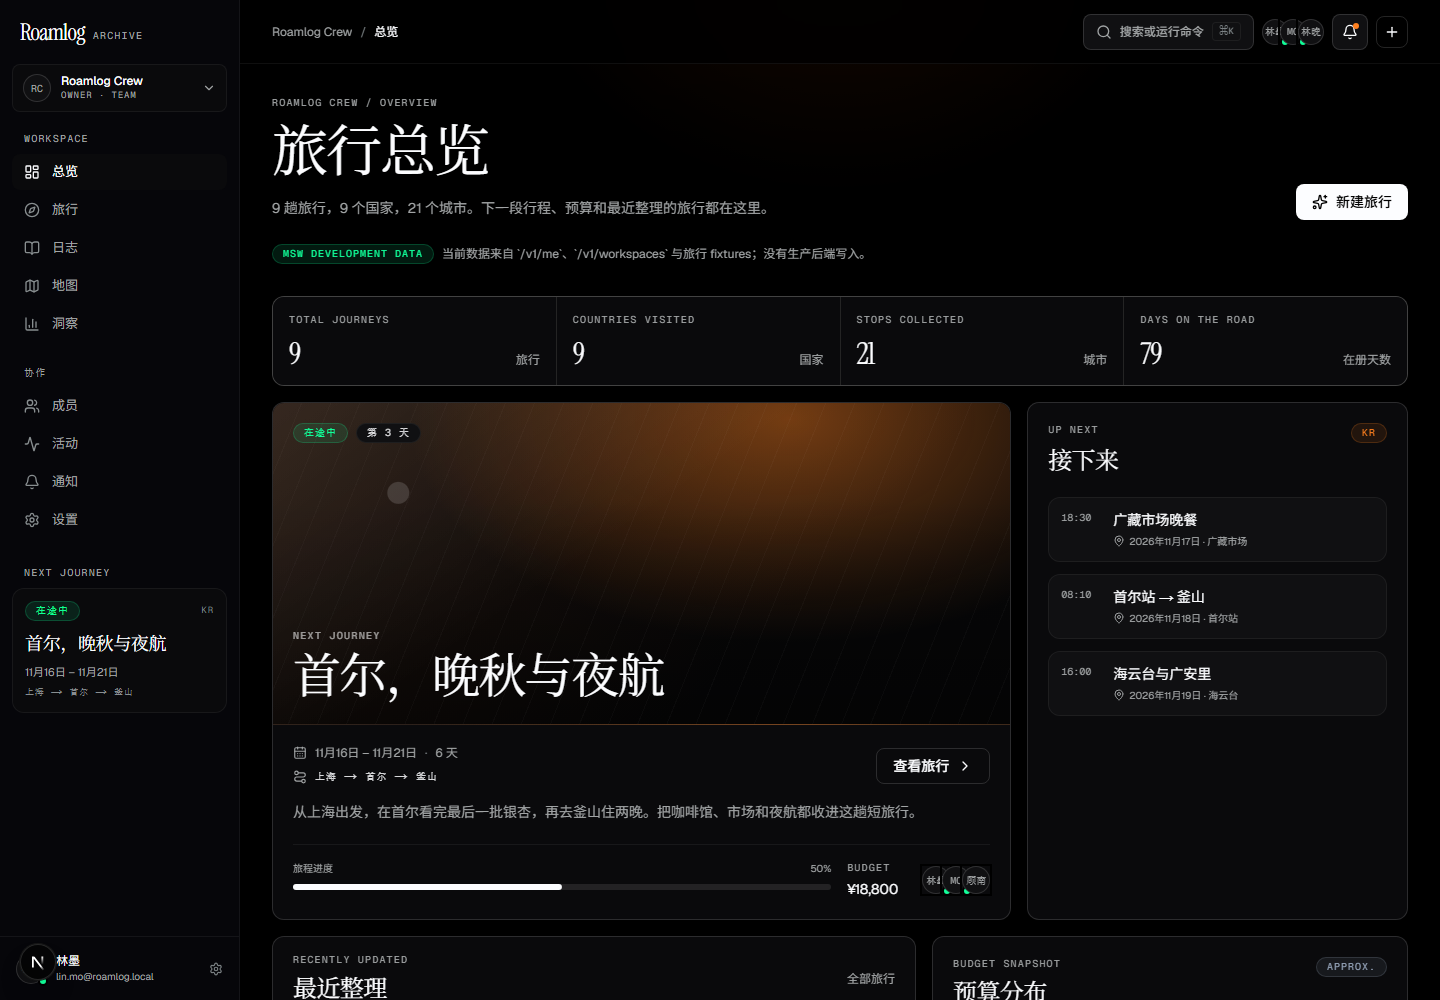 Roamlog ARCHIVE
RC
Roamlog Crew
OWNER · TEAM
WORKSPACE
总览
旅行
日志
地图
洞察
协作
成员
活动
通知
设置
NEXT JOURNEY
在途中
KR
首尔，晚秋与夜航
11月16日 – 11月21日
上海 → 首尔 → 釜山
N
林墨
lin.mo@roamlog.local
Roamlog Crew / 总览
搜索或运行命令 ⌘K
林晚
ROAMLOG CREW / OVERVIEW
旅行总览
9 趟旅行，9 个国家，21 个城市。下一段行程、预算和最近整理的旅行都在这里。
新建旅行
MSW DEVELOPMENT DATA
当前数据来自 `/v1/me`、`/v1/workspaces` 与旅行 fixtures；没有生产后端写入。
TOTAL JOURNEYS
9
旅行
COUNTRIES VISITED
9
国家
STOPS COLLECTED
21
城市
DAYS ON THE ROAD
79
在册天数
在途中
第 3 天
NEXT JOURNEY
首尔，晚秋与夜航
11月16日 – 11月21日 · 6 天
上海 → 首尔 → 釜山
查看旅行
从上海出发，在首尔看完最后一批银杏，再去釜山住两晚。把咖啡馆、市场和夜航都收进这趟短旅行。
旅程进度
50%
BUDGET
¥18,800
顾南
UP NEXT
KR
接下来
18:30
广藏市场晚餐
2026年11月17日 · 广藏市场
08:10
首尔站 → 釜山
2026年11月18日 · 首尔站
16:00
海云台与广安里
2026年11月19日 · 海云台
RECENTLY UPDATED
最近整理
全部旅行
BUDGET SNAPSHOT
预算分布
APPROX.